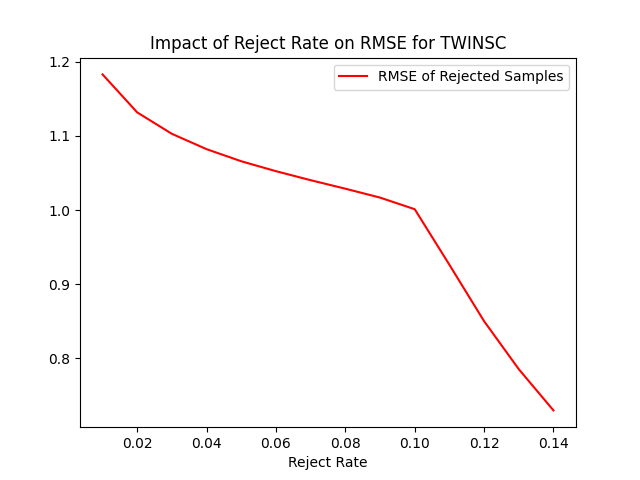 Impact of Reject Rate on RMSE for TWINSC
RMSE of Rejected Samples
1.2
1.1
1.0
0.9
0.8
0.02 0.04 0.06 0.08 0.10 0.12 0.14
Reject Rate